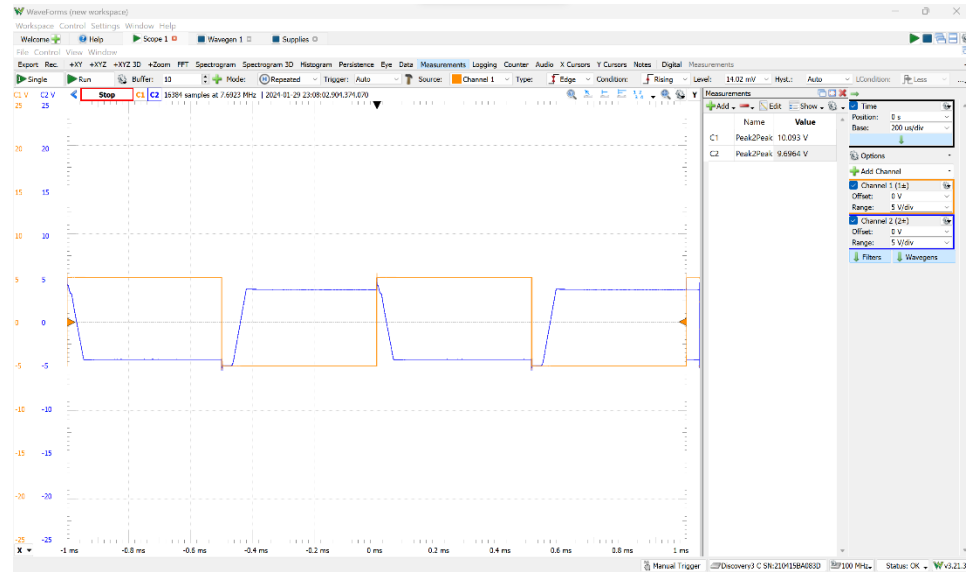 WaveForms (new workspace)
Workspace Control Settings Window Help
Welcome Help Scope 1 Wavegen 1 Supplies
File Control View Window
Export Rec. +XY +XYZ +XYZ 3D +Zoom FFT Spectrogram Spectrogram 3D Histogram Persistence Eye Data Measurements Logging Counter Audio X Cursors Y Cursors Notes Digital Measurements
Single Run Buffer: 10 Mode: Repeated Trigger: Auto Source: Channel 1 Type: Edge Condition: Rising Level: 14.02 mV Hyst.: Auto LCondition: Less ...
C1 V C2 V Stop C1 C2 16384 samples at 7.6923 MHz | 2024-01-29 23:08:02.904.374.070 Y
Measurements
Add Edit Show
Name Value
C1 Peak2Peak 10.093 V
C2 Peak2Peak 9.6964 V
Time
Position: 0 s
Base: 200 us/div
Options
Add Channel
Channel 1 (1±)
Offset: 0 V
Range: 5 V/div
Channel 2 (2±)
Offset: 0 V
Range: 5 V/div
Filters Wavegens
25 25
20 20
15 15
10 10
5 5
0 0
-5 -5
-10 -10
-15 -15
-20 -20
-25 -25
X -1 ms -0.8 ms -0.6 ms -0.4 ms -0.2 ms 0 ms 0.2 ms 0.4 ms 0.6 ms 0.8 ms 1 ms
Manual Trigger Discovery3 C SN:210415BA083D 100 MHz Status: OK v3.21.3